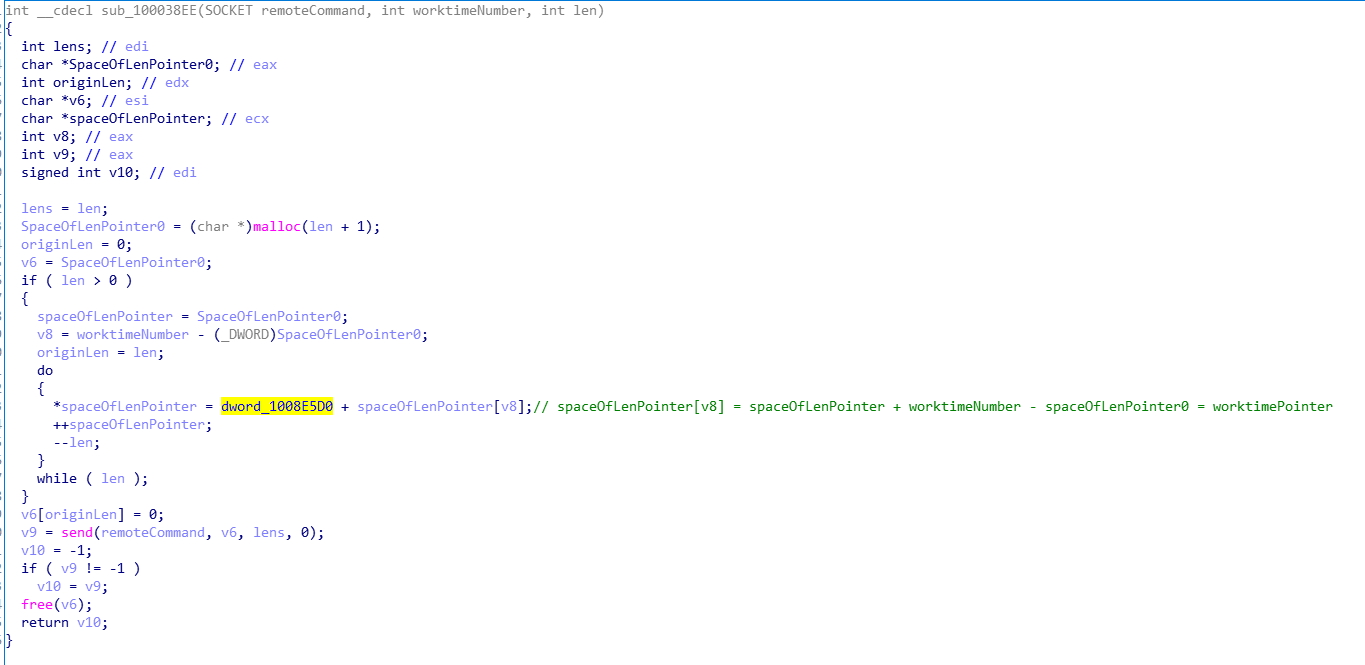 int __cdecl sub_100038EE(SOCKET remoteCommand, int worktimeNumber, int len)
{
  int lens; // edi
  char *SpaceOfLenPointer0; // eax
  int originLen; // edx
  char *v6; // esi
  char *spaceOfLenPointer; // ecx
  int v8; // eax
  int v9; // eax
  signed int v10; // edi

  lens = len;
  SpaceOfLenPointer0 = (char *)malloc(len + 1);
  originLen = 0;
  v6 = SpaceOfLenPointer0;
  if ( len > 0 )
  {
    spaceOfLenPointer = SpaceOfLenPointer0;
    v8 = worktimeNumber - (_DWORD)SpaceOfLenPointer0;
    originLen = len;
    do
    {
      *spaceOfLenPointer = dword_1008E5D0 + spaceOfLenPointer[v8];// spaceOfLenPointer[v8] = spaceOfLenPointer + worktimeNumber - spaceOfLenPointer0 = worktimePointer
      ++spaceOfLenPointer;
      --len;
    }
    while ( len );
  }
  v6[originLen] = 0;
  v9 = send(remoteCommand, v6, lens, 0);
  v10 = -1;
  if ( v9 != -1 )
    v10 = v9;
  free(v6);
  return v10;
}